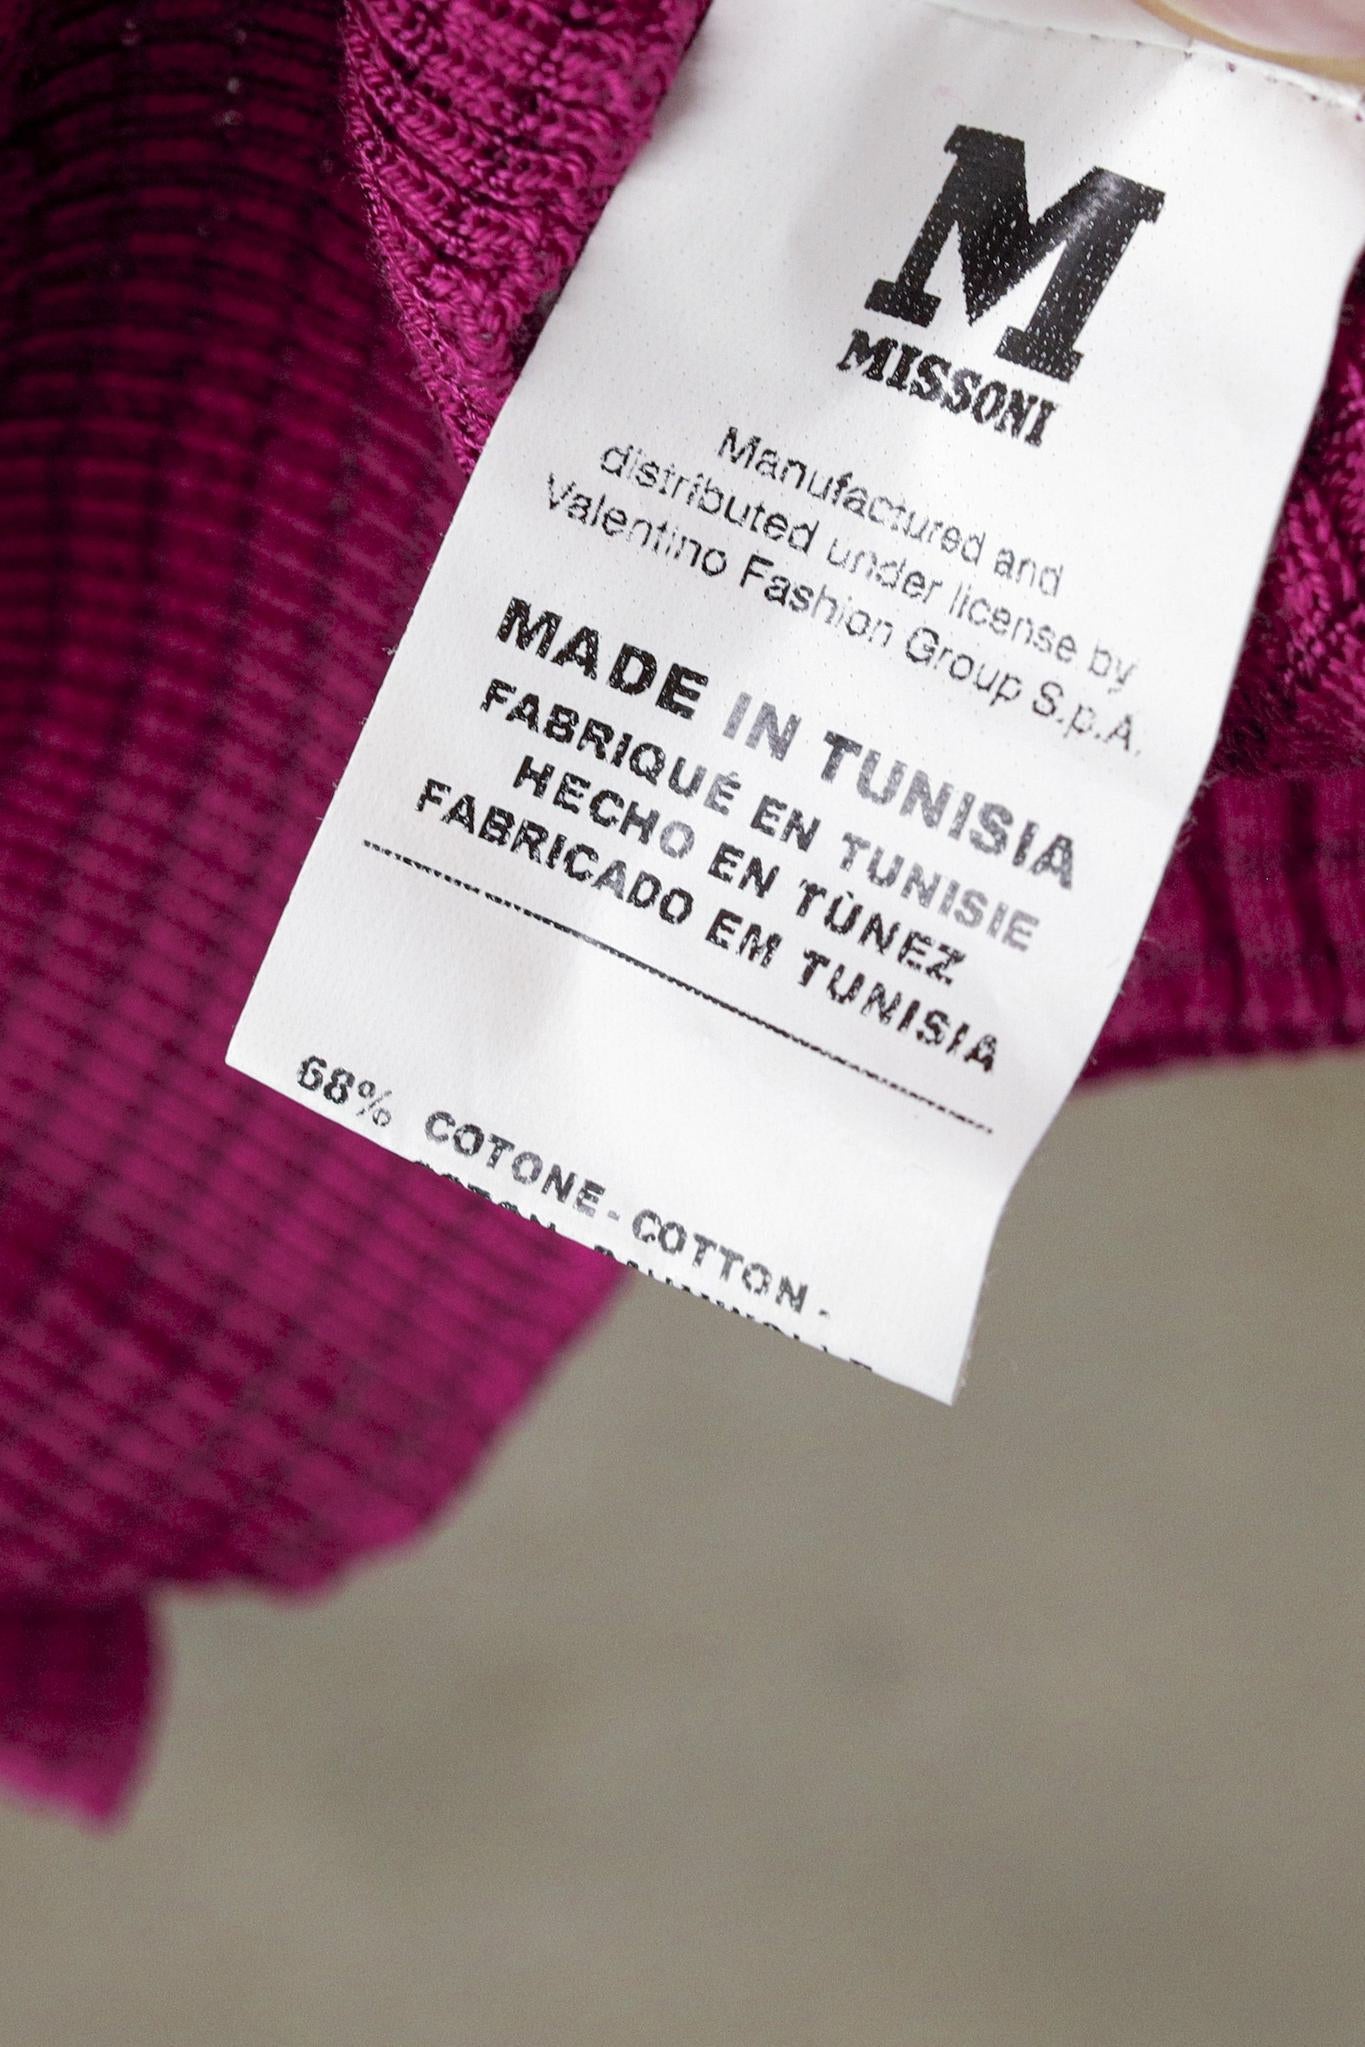 M
MISSONI
Manufactured and
distributed under license by
Valentino Fashion Group S.p.A.
MADE IN TUNISIA
FABRIQUÉ EN TUNISIE
HECHO EN TÚNEZ
FABRICADO EM TUNISIA
68% COTONE-COTTON-